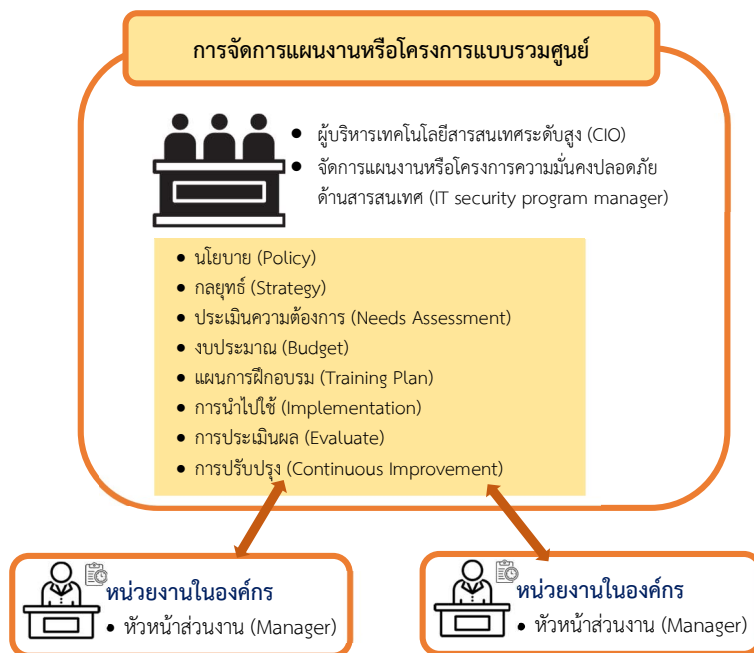 การจัดการแผนงานหรือโครงการแบบรวมศูนย์
● ผู้บริหารเทคโนโลยีสารสนเทศระดับสูง (CIO)
● จัดการแผนงานหรือโครงการความมั่นคงปลอดภัย
ด้านสารสนเทศ (IT security program manager)
● นโยบาย (Policy)
● กลยุทธ์ (Strategy)
● ประเมินความต้องการ (Needs Assessment)
● งบประมาณ (Budget)
● แผนการฝึกอบรม (Training Plan)
● การนำไปใช้ (Implementation)
● การประเมินผล (Evaluate)
● การปรับปรุง (Continuous Improvement)
หน่วยงานในองค์กร
● หัวหน้าส่วนงาน (Manager)
หน่วยงานในองค์กร
● หัวหน้าส่วนงาน (Manager)